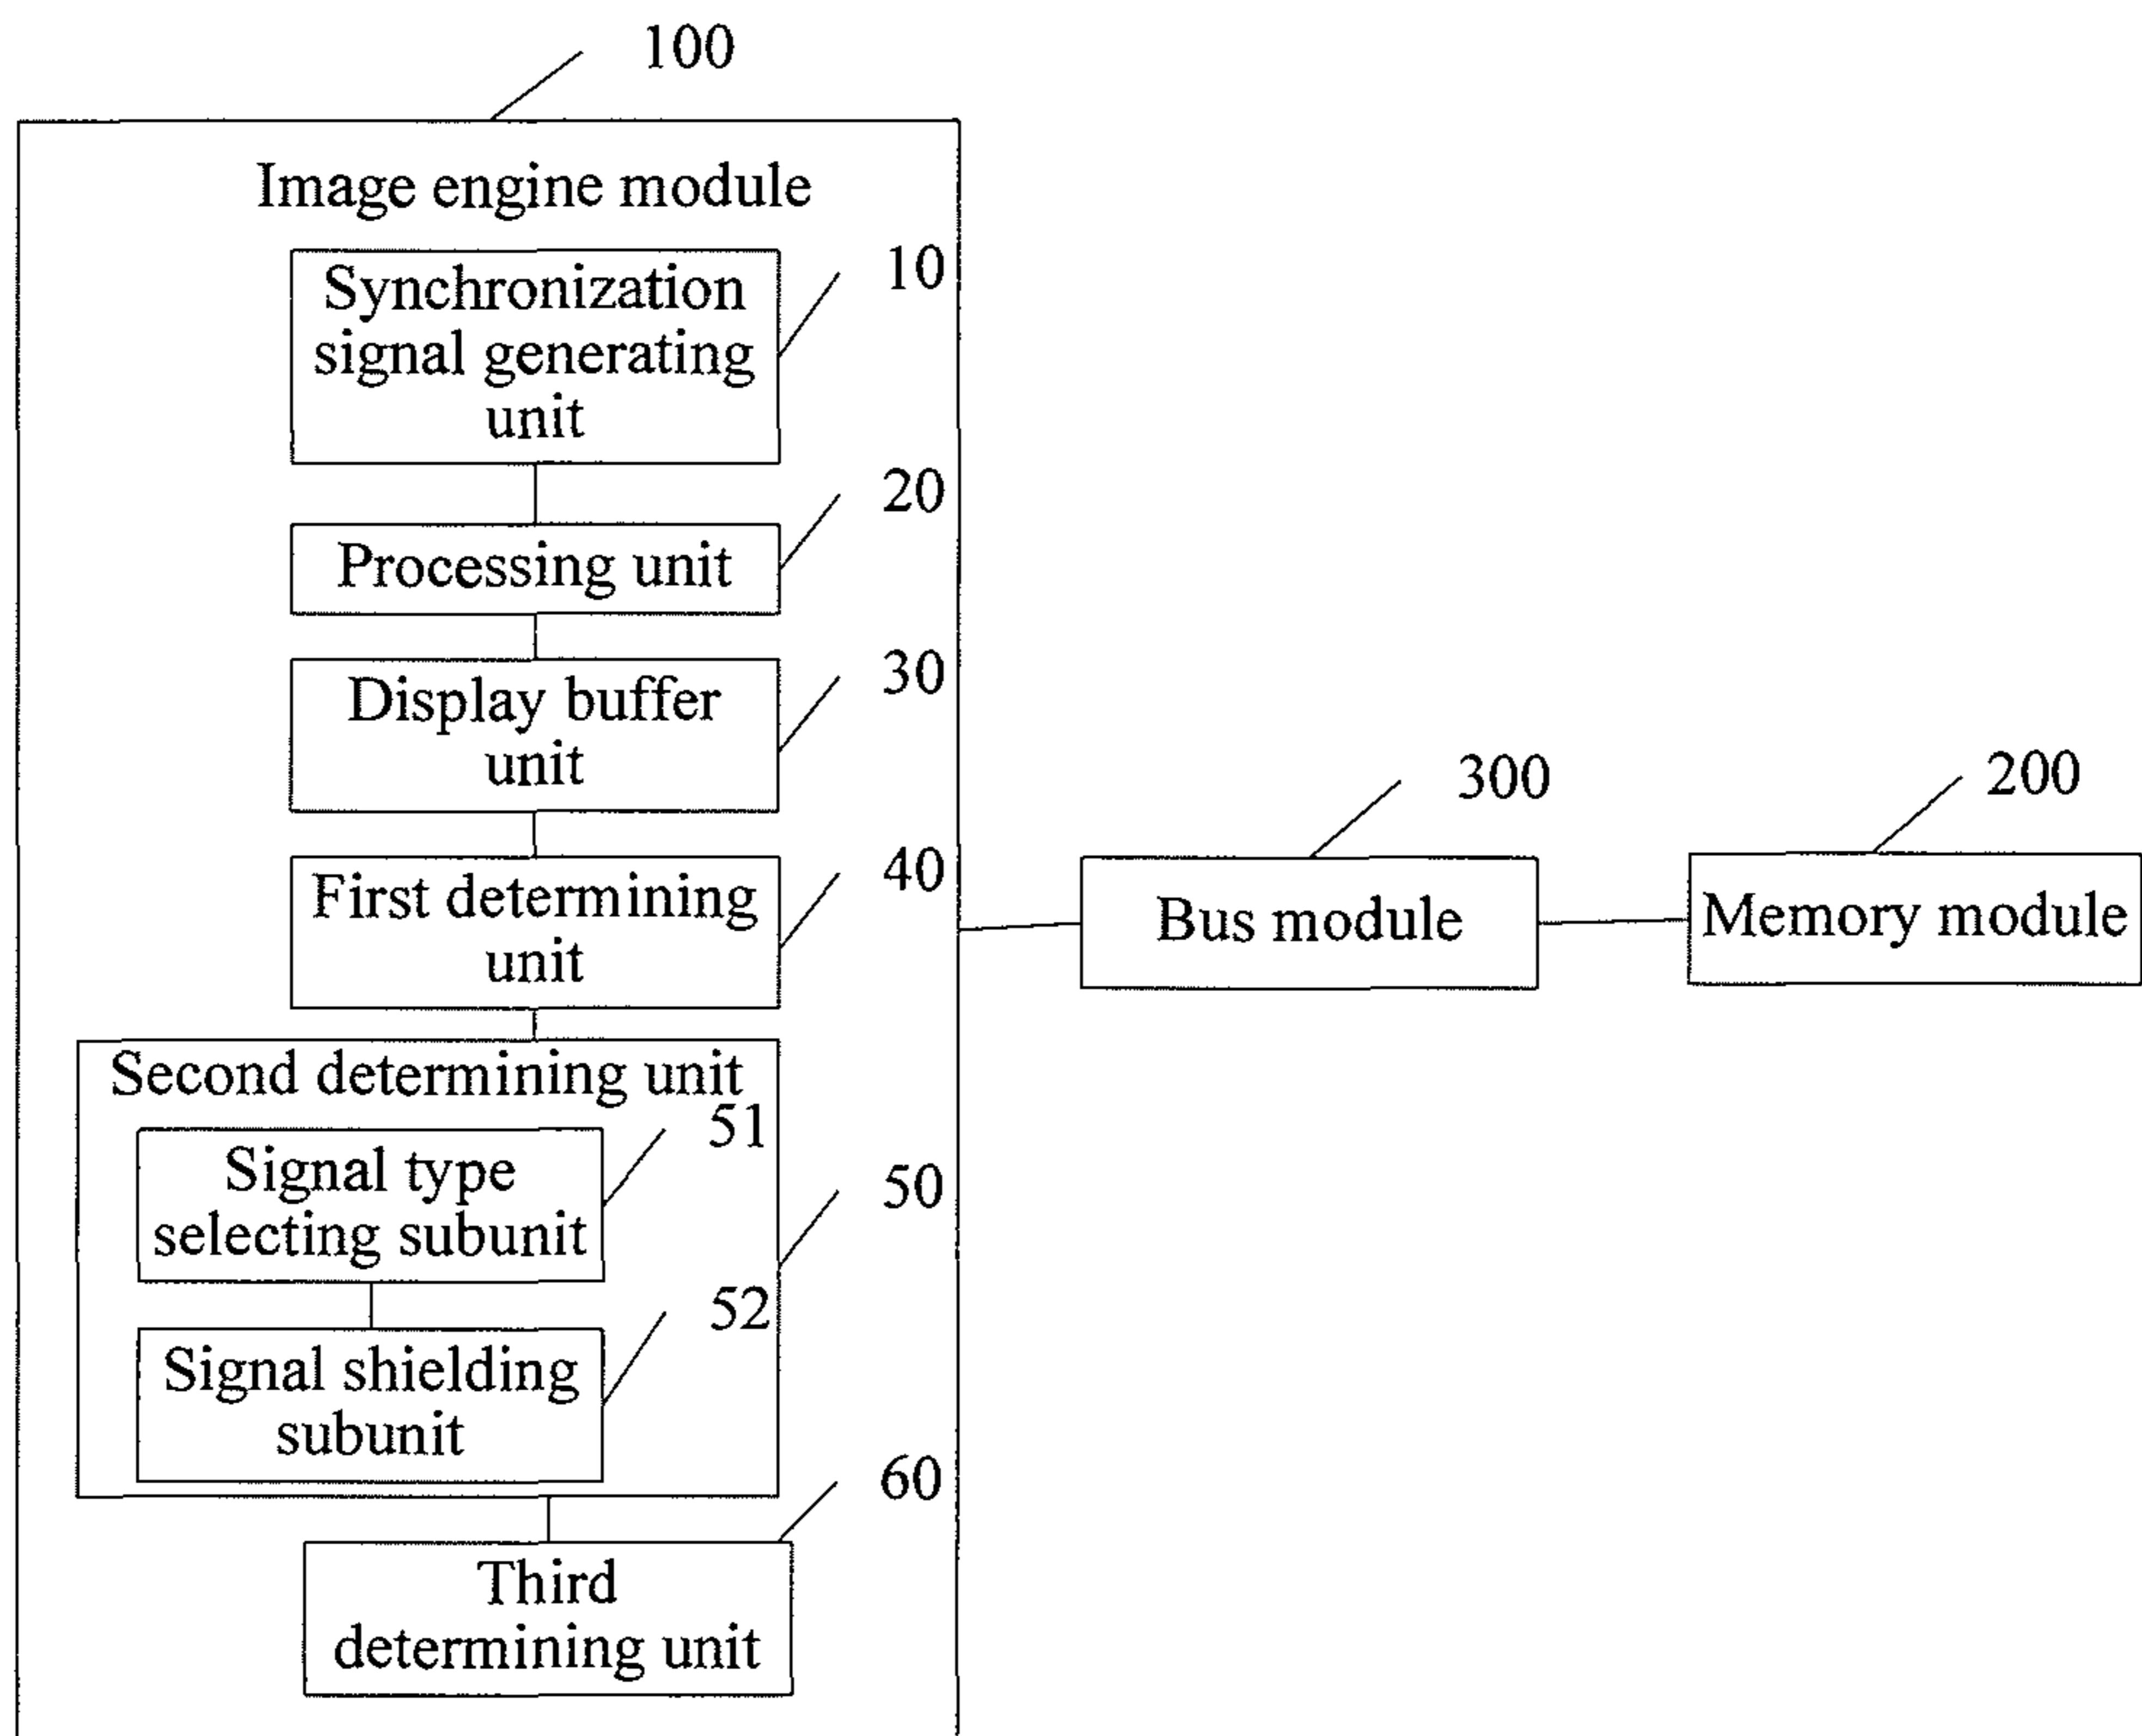 100
Image engine module
10
Synchronization
signal generating
unit
20
Processing unit
30
Display buffer
unit
40
First determining
unit
300
Bus module
200
Memory module
Second determining unit
51
Signal type
selecting subunit
50
52
Signal shielding
subunit
60
Third
determining unit